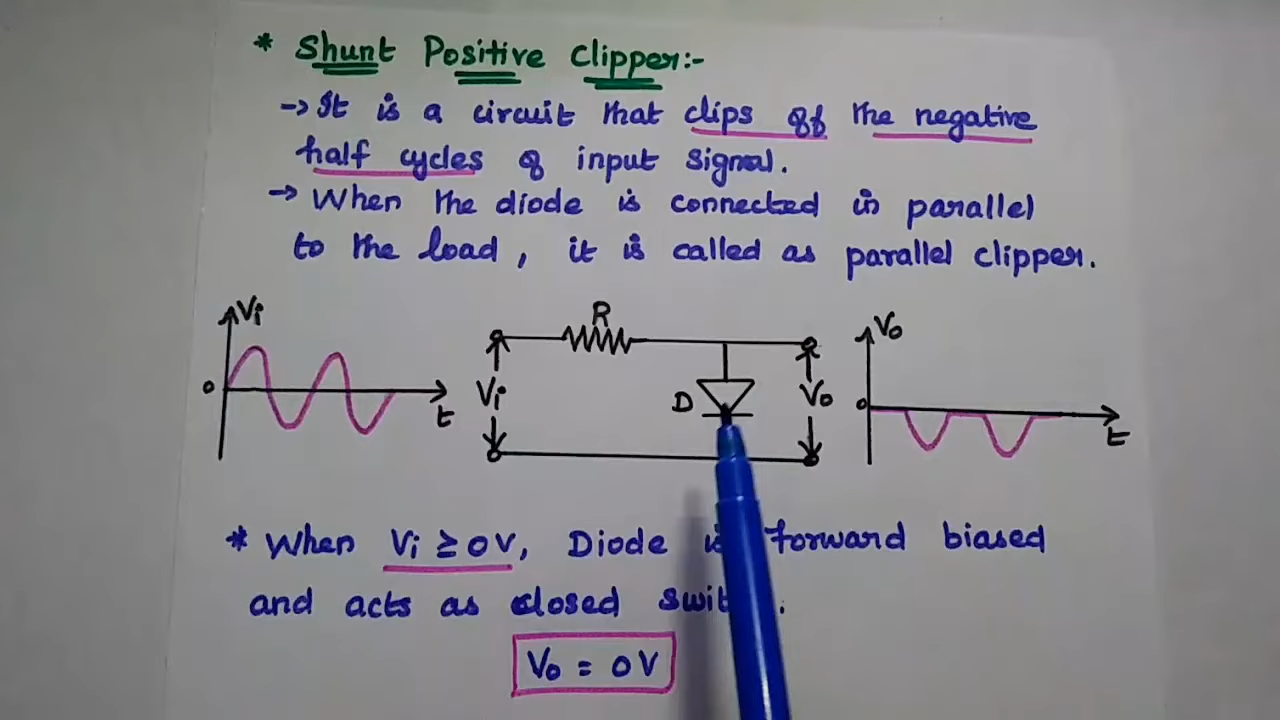 * Shunt Positive Clipper:-
→ It is a circuit that clips off the negative
half cycles of input signal.
→ When the diode is connected in parallel
to the load, it is called as parallel clipper.
Vi
0
t
R
Vi
D
Vo
Vo
0
t
* When Vi ≥ 0V, Diode is forward biased
and acts as closed
Vo = 0V